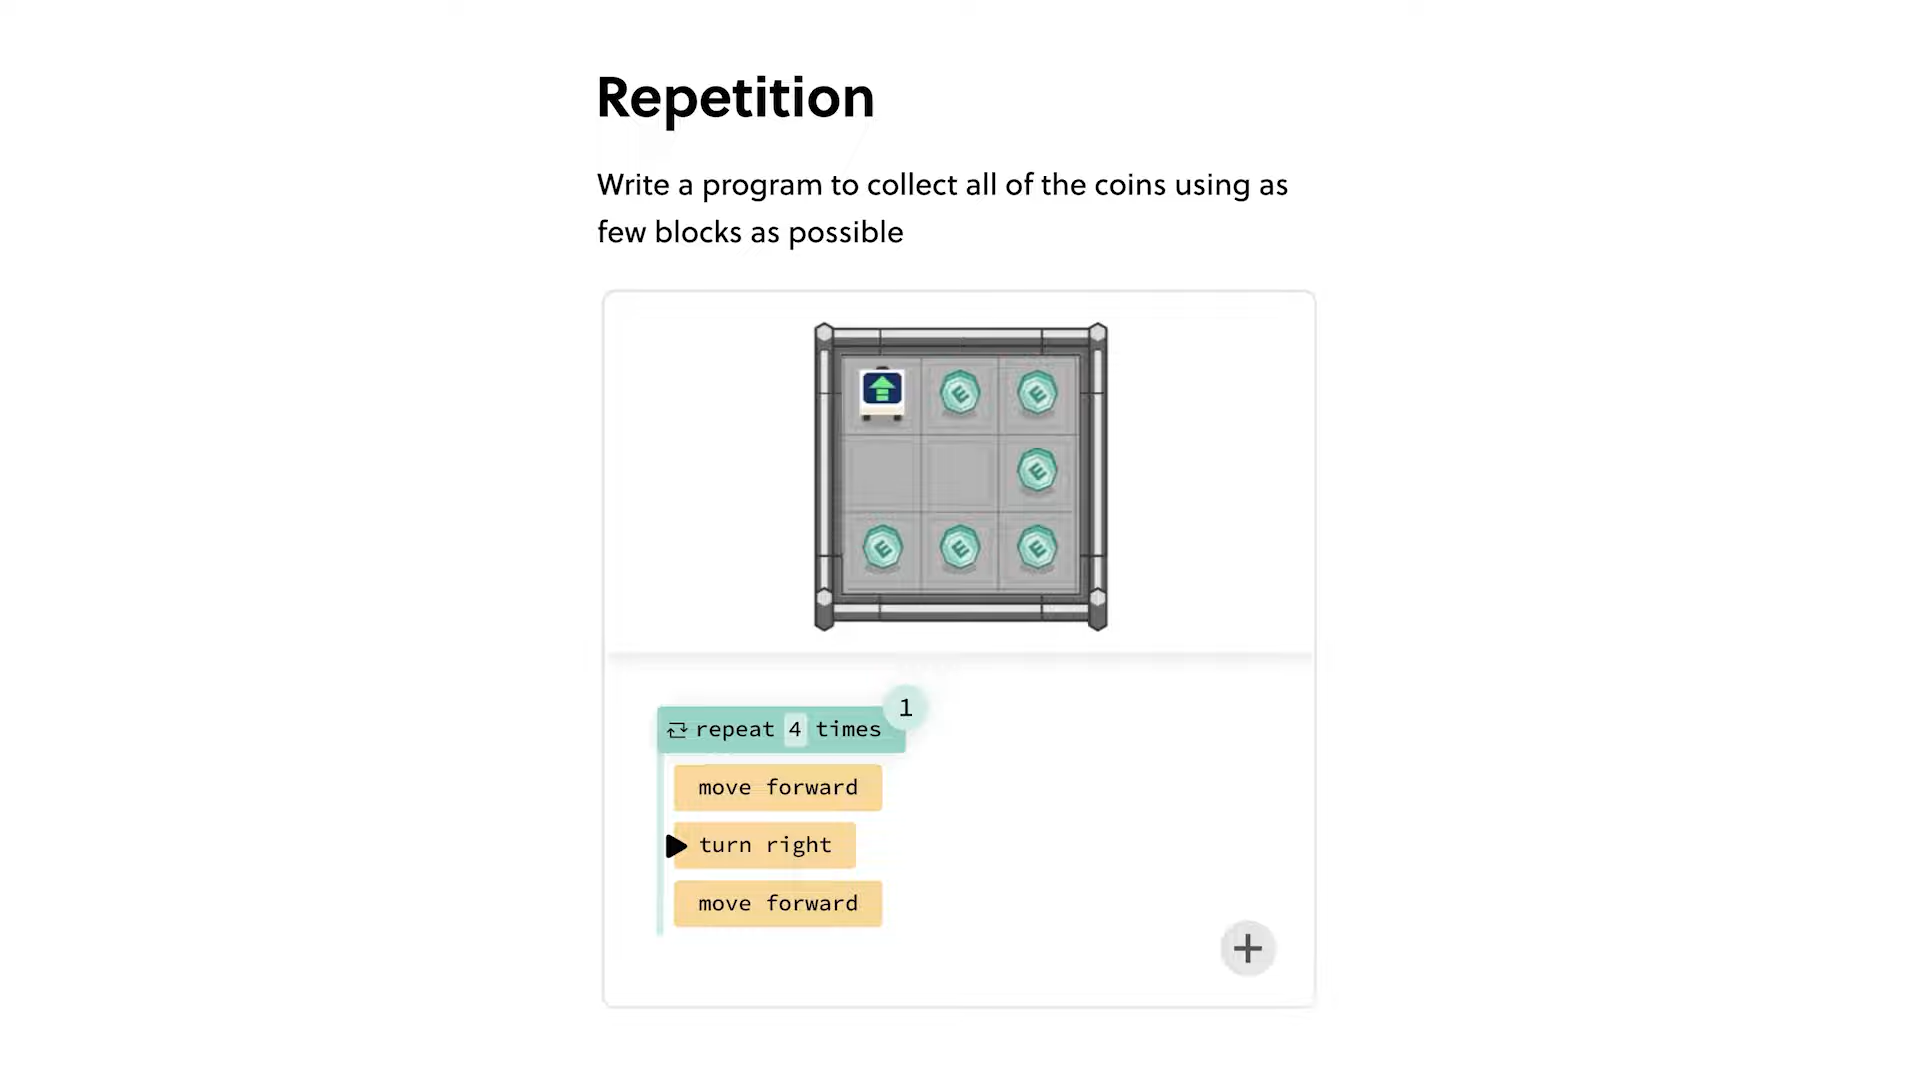 Repetition
Write a program to collect all of the coins using as
few blocks as possible
E E
E
E E E
1
repeat 4 times
move forward
turn right
move forward
+